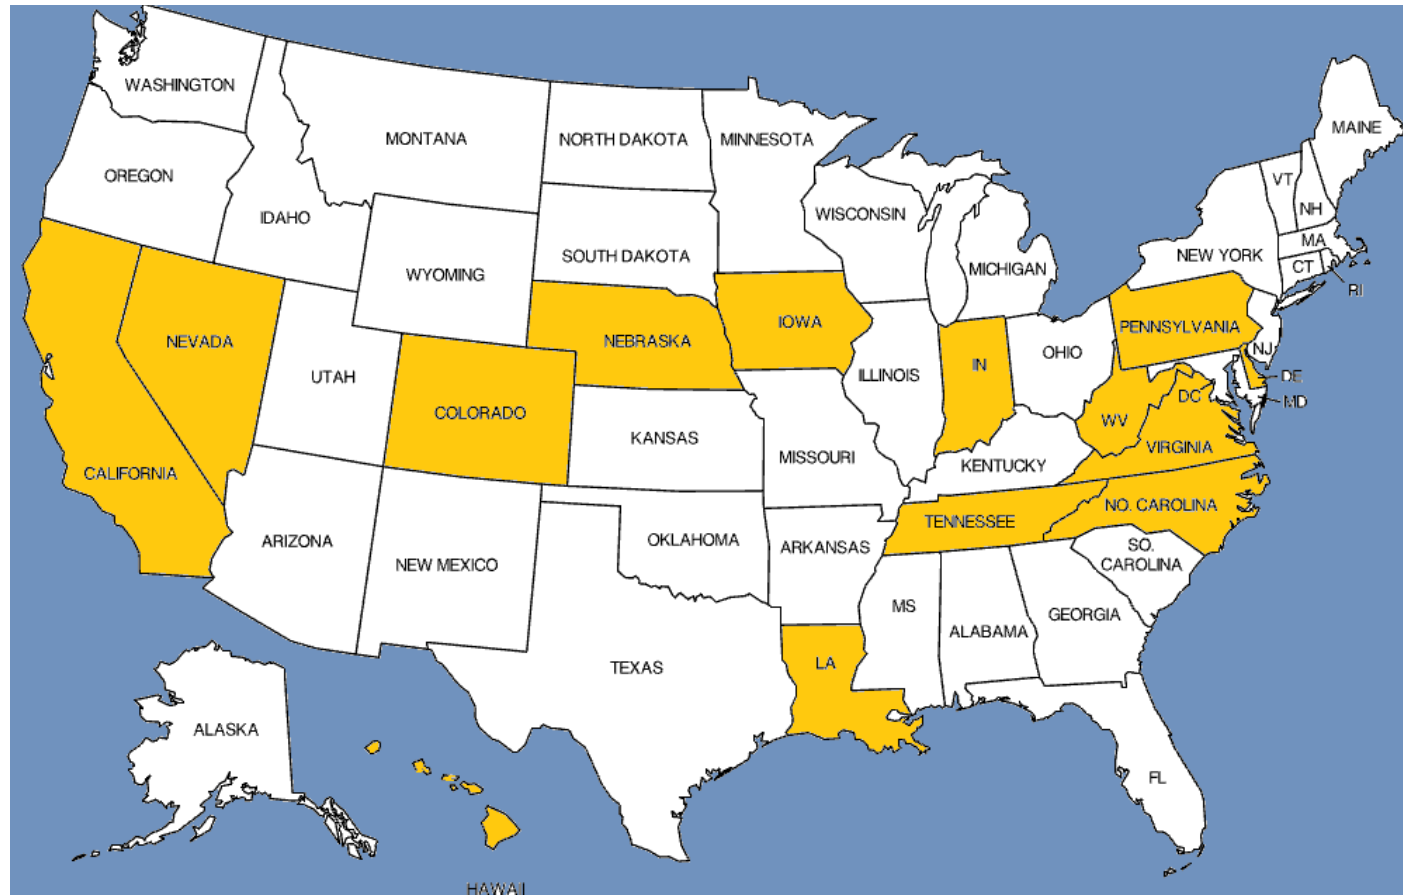 WASHINGTON
MONTANA
NORTH DAKOTA
MINNESOTA
MAINE
OREGON
IDAHO
WYOMING
SOUTH DAKOTA
WISCONSIN
MICHIGAN
NEW YORK
VT
NH
MA
CT
RI
NEVADA
UTAH
COLORADO
NEBRASKA
IOWA
ILLINOIS
IN
OHIO
PENNSYLVANIA
NJ
DE
MD
DC
WV
VIRGINIA
CALIFORNIA
KANSAS
MISSOURI
KENTUCKY
ARIZONA
NEW MEXICO
OKLAHOMA
ARKANSAS
TENNESSEE
NO. CAROLINA
SO.
CAROLINA
MS
ALABAMA
GEORGIA
TEXAS
LA
FL
ALASKA
HAWAII